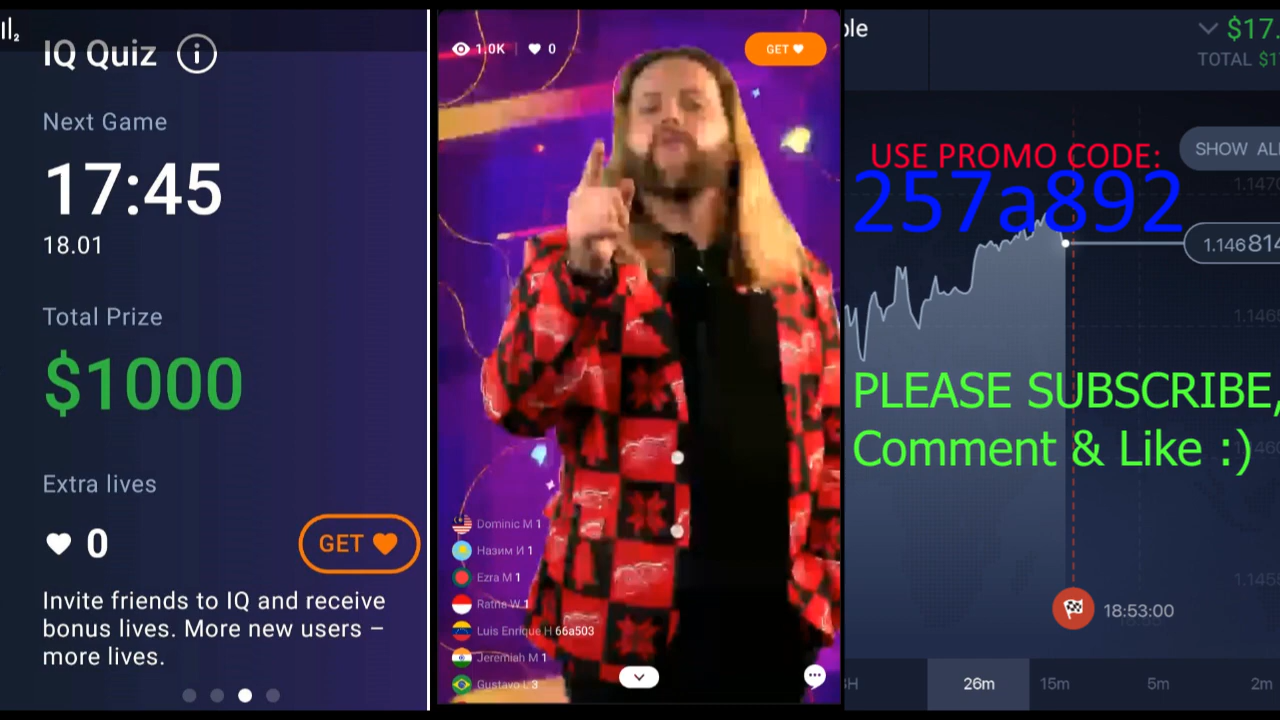 IQ Quiz i
Next Game
17:45
18.01
Total Prize
$1000
Extra lives
0
GET
Invite friends to IQ and receive
bonus lives. More new users –
more lives.
1.0K | 0
GET
Dominic M 1
Назим И 1
Ezra M 1
Ratna W 1
Luis Enrique H 66a503
Jeremiah M 1
Gustavo L 3
ble
$17.
TOTAL $1
SHOW ALL
USE PROMO CODE:
257a892
1.146814
PLEASE SUBSCRIBE,
Comment & Like :)
18:53:00
3H
26m
15m
5m
2m